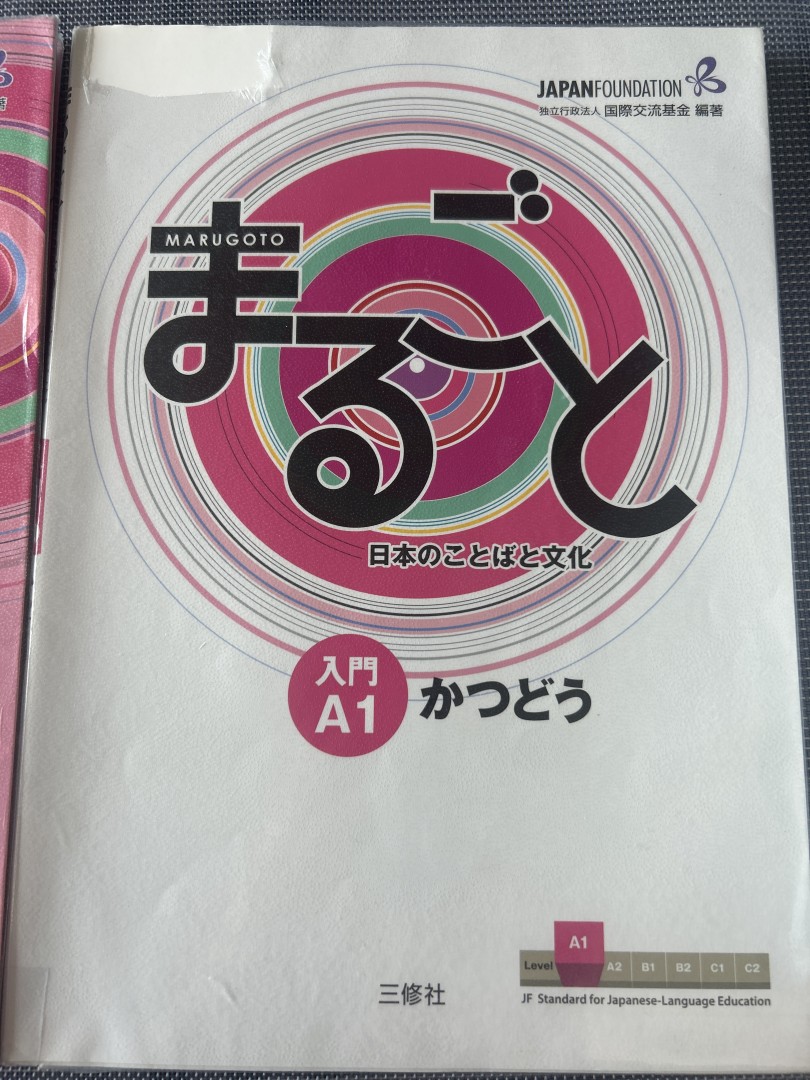 JAPANFOUNDATION
独立行政法人 国際交流基金 編著
MARUGOTO
まるごと
日本のことばと文化
入門
A1
かつどう
A1
Level A2 B1 B2 C1 C2
三修社
JF Standard for Japanese-Language Education